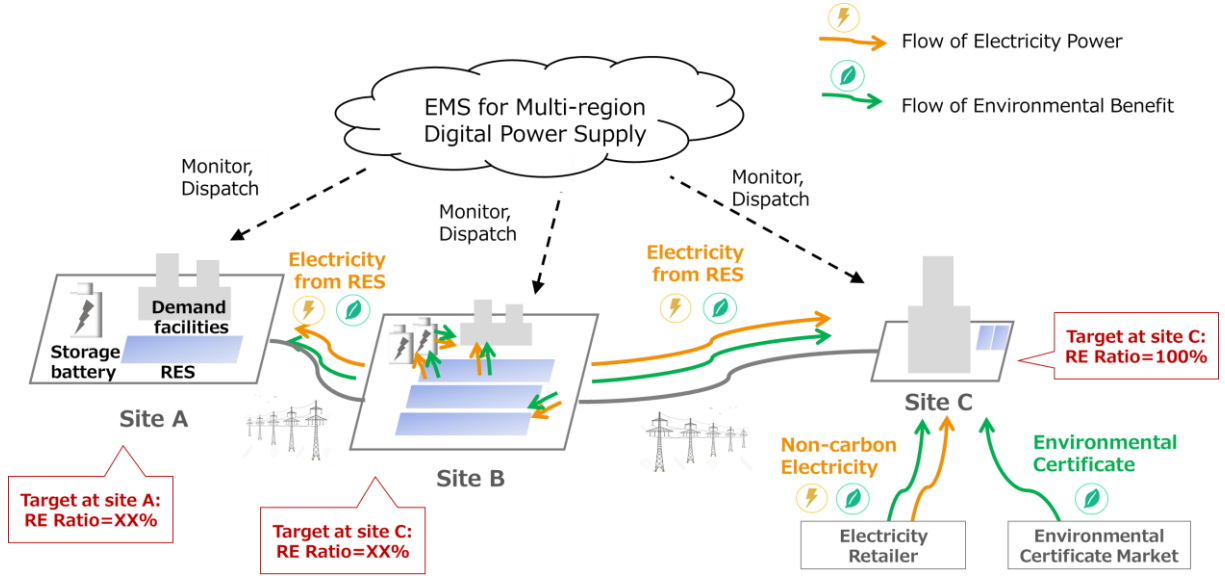 Flow of Electricity Power
Flow of Environmental Benefit
EMS for Multi-region
Digital Power Supply
Monitor,
Dispatch
Monitor,
Dispatch
Monitor,
Dispatch
Electricity
from RES
Electricity
from RES
Demand
facilities
Storage
battery
RES
Target at site C:
RE Ratio=100%
Site A
Site B
Site C
Non-carbon
Electricity
Environmental
Certificate
Target at site A:
RE Ratio=XX%
Target at site C:
RE Ratio=XX%
Electricity
Retailer
Environmental
Certificate Market